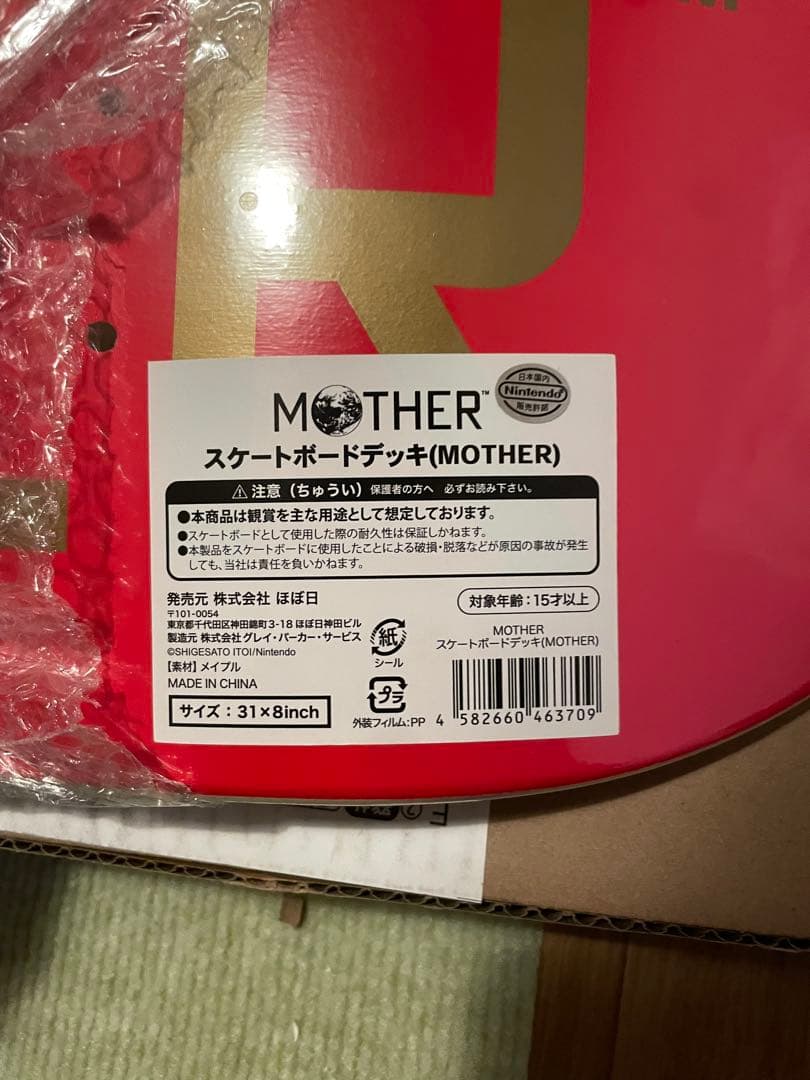 MOTHER™
日本国内
Nintendo
販売許諾
スケートボードデッキ(MOTHER)
⚠ 注意（ちゅうい） 保護者の方へ 必ずお読み下さい。
●本商品は観賞を主な用途として想定しております。
●スケートボードとして使用した際の耐久性は保証しかねます。
●本製品をスケートボードに使用したことによる破損・脱落などが原因の事故が発生
しても、当社は責任を負いかねます。
発売元 株式会社 ほぼ日
〒101-0054
東京都千代田区神田錦町3-18 ほぼ日神田ビル
製造元 株式会社 グレイ・パーカー・サービス
©SHIGESATO ITOI/Nintendo
【素材】メイプル
MADE IN CHINA
サイズ：31×8inch
紙
シール
プラ
外装フィルム:PP
対象年齢：15才以上
MOTHER
スケートボードデッキ(MOTHER)
4 582660 463709